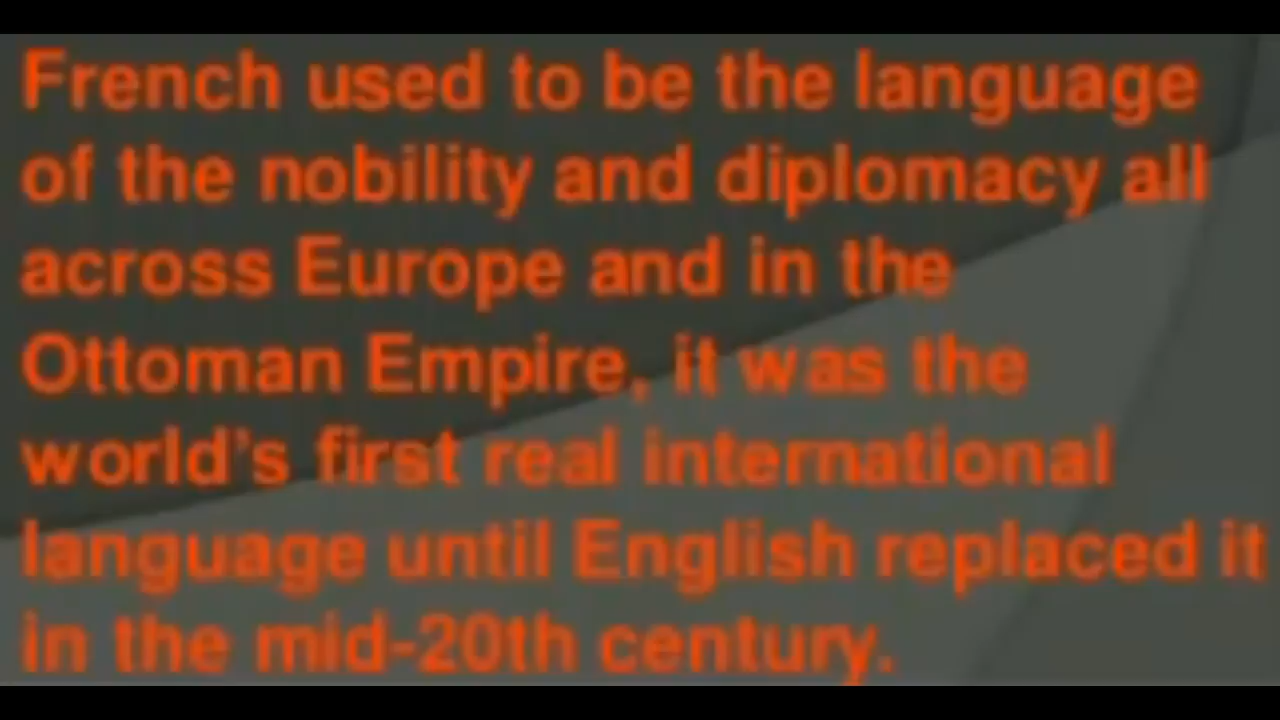 French used to be the language
of the nobility and diplomacy all
across Europe and in the
Ottoman Empire, it was the
world's first real international
language until English replaced it
in the mid-20th century.